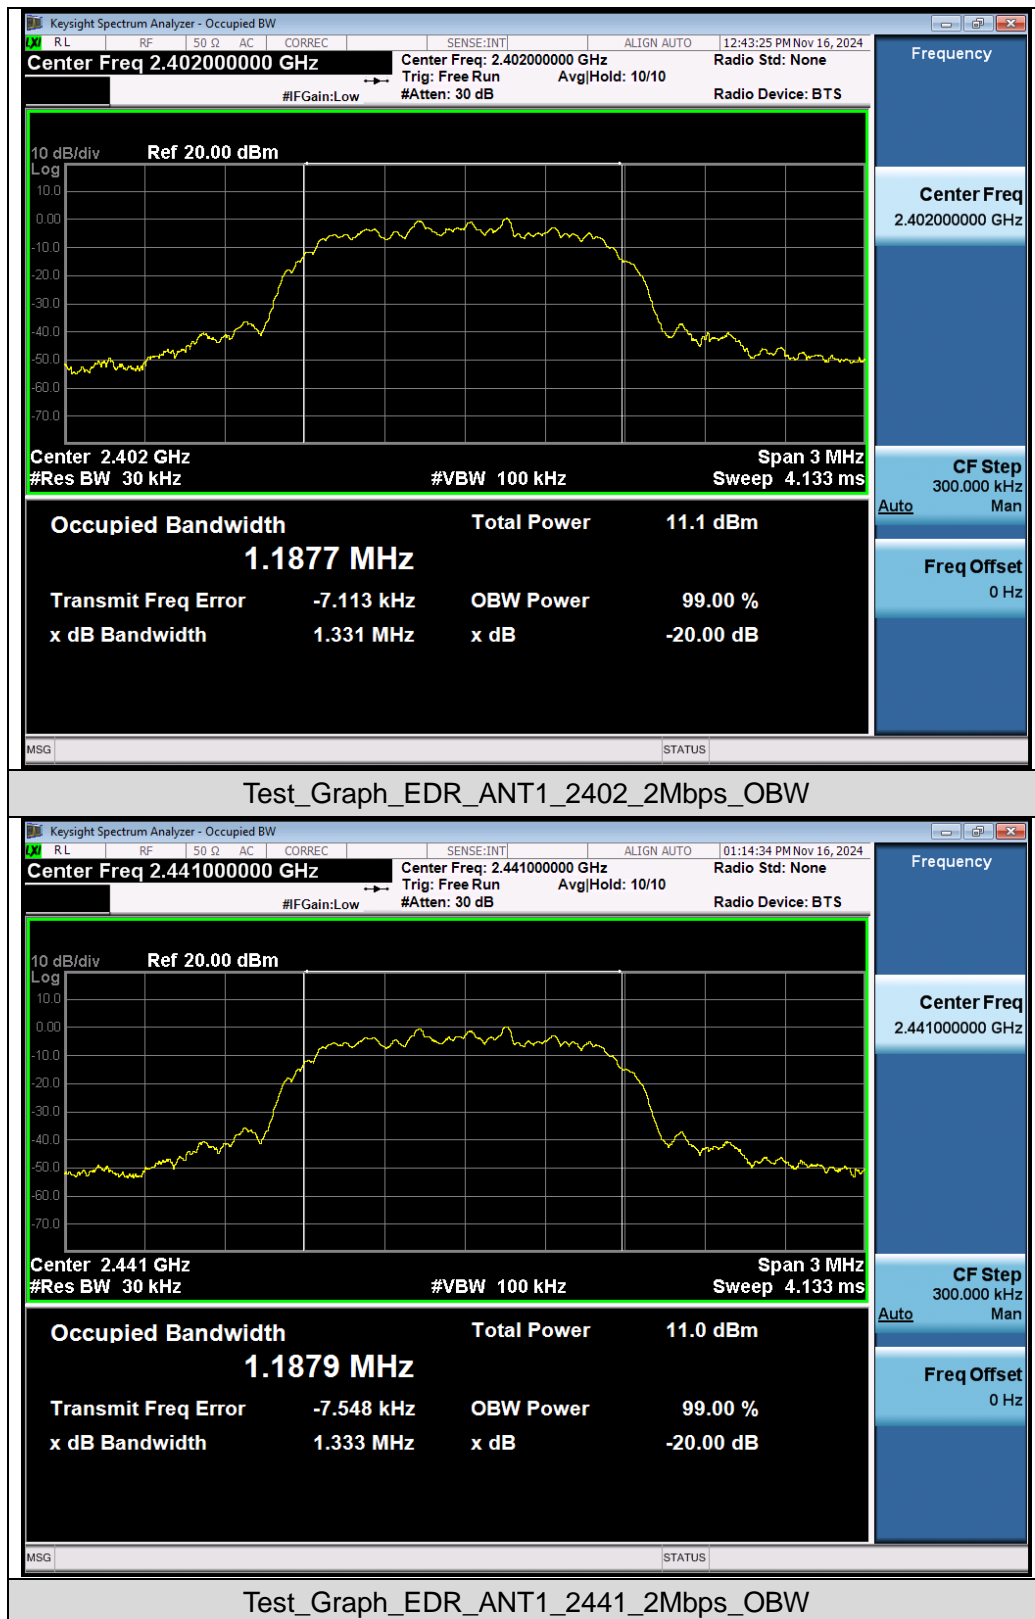 Keysight Spectrum Analyzer - Occupied BW
LXI RL RF 50 Ω AC CORREC SENSE:INT ALIGN AUTO 12:43:25 PM Nov 16, 2024
Center Freq 2.402000000 GHz
Center Freq: 2.402000000 GHz
Radio Std: None
Trig: Free Run Avg|Hold: 10/10
#IFGain:Low
#Atten: 30 dB
Radio Device: BTS
Frequency
10 dB/div Ref 20.00 dBm
Log
10.0
0.00
-10.0
-20.0
-30.0
-40.0
-50.0
-60.0
-70.0
Center 2.402 GHz Span 3 MHz
#Res BW 30 kHz #VBW 100 kHz Sweep 4.133 ms
Center Freq
2.402000000 GHz
CF Step
300.000 kHz
Auto Man
Freq Offset
0 Hz
Occupied Bandwidth Total Power 11.1 dBm
1.1877 MHz
Transmit Freq Error -7.113 kHz OBW Power 99.00 %
x dB Bandwidth 1.331 MHz x dB -20.00 dB
MSG STATUS
Test_Graph_EDR_ANT1_2402_2Mbps_OBW
Keysight Spectrum Analyzer - Occupied BW
LXI RL RF 50 Ω AC CORREC SENSE:INT ALIGN AUTO 01:14:34 PM Nov 16, 2024
Center Freq 2.441000000 GHz
Center Freq: 2.441000000 GHz
Radio Std: None
Trig: Free Run Avg|Hold: 10/10
#IFGain:Low
#Atten: 30 dB
Radio Device: BTS
Frequency
10 dB/div Ref 20.00 dBm
Log
10.0
0.00
-10.0
-20.0
-30.0
-40.0
-50.0
-60.0
-70.0
Center 2.441 GHz Span 3 MHz
#Res BW 30 kHz #VBW 100 kHz Sweep 4.133 ms
Center Freq
2.441000000 GHz
CF Step
300.000 kHz
Auto Man
Freq Offset
0 Hz
Occupied Bandwidth Total Power 11.0 dBm
1.1879 MHz
Transmit Freq Error -7.548 kHz OBW Power 99.00 %
x dB Bandwidth 1.333 MHz x dB -20.00 dB
MSG STATUS
Test_Graph_EDR_ANT1_2441_2Mbps_OBW